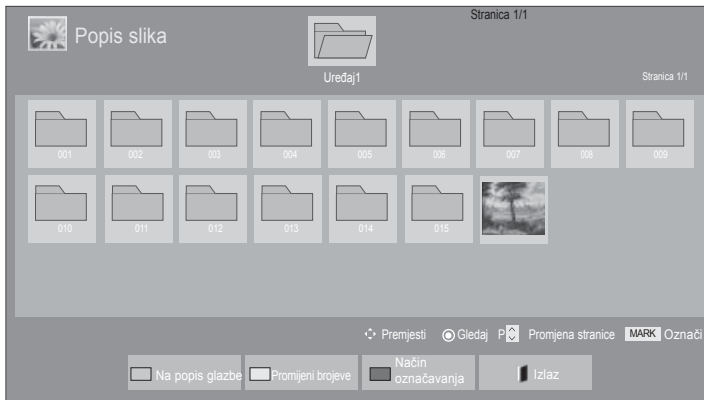 Stranica 1/1
Popis slika
Uređaj1
Stranica 1/1
001 002 003 004 005 006 007 008 009
010 011 012 013 014 015
Premjesti Gledaj P Promjena stranice MARK Označi
Na popis glazbe Promijeni brojeve Način označavanja Izlaz